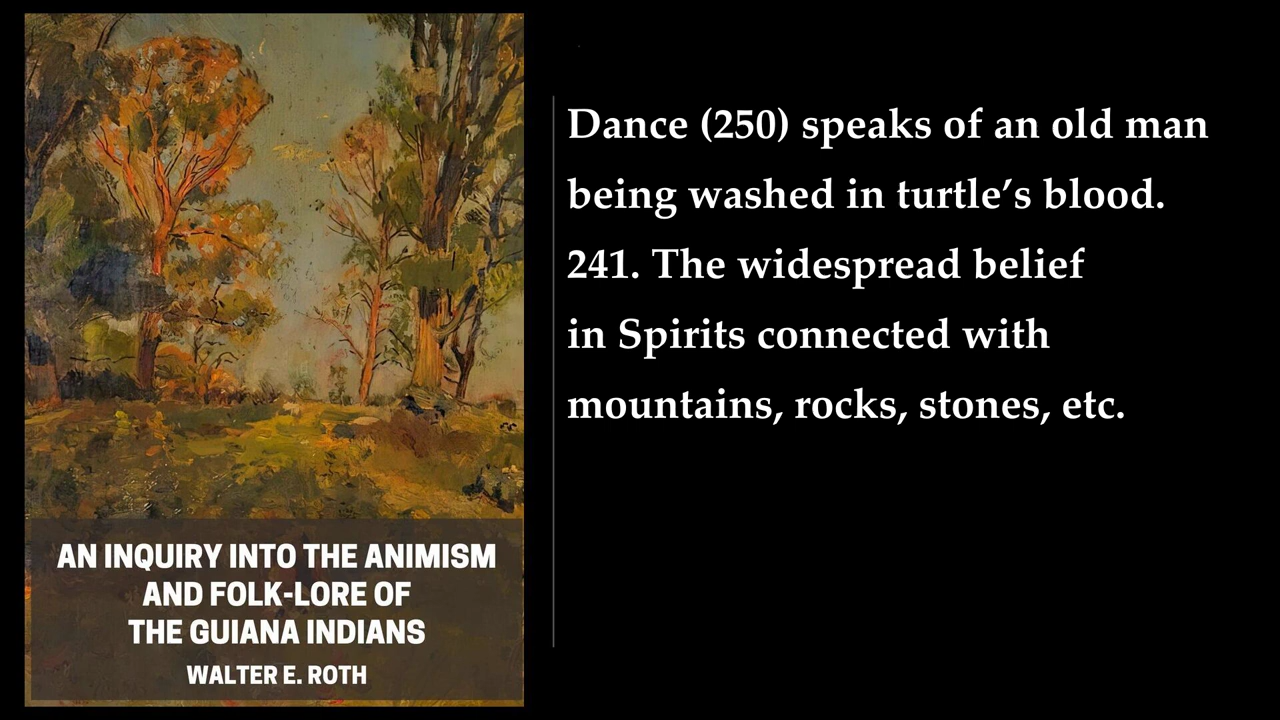 Dance (250) speaks of an old man
being washed in turtle’s blood.
241. The widespread belief
in Spirits connected with
mountains, rocks, stones, etc.
AN INQUIRY INTO THE ANIMISM
AND FOLK-LORE OF
THE GUIANA INDIANS
WALTER E. ROTH